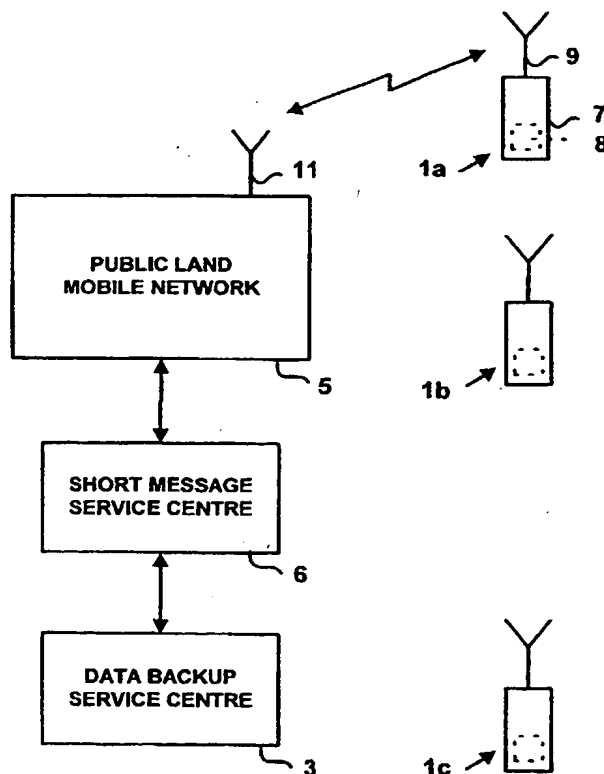 9
7
8
1a
11
PUBLIC LAND
MOBILE NETWORK
5
1b
SHORT MESSAGE
SERVICE CENTRE
6
DATA BACKUP
SERVICE CENTRE
3
1c